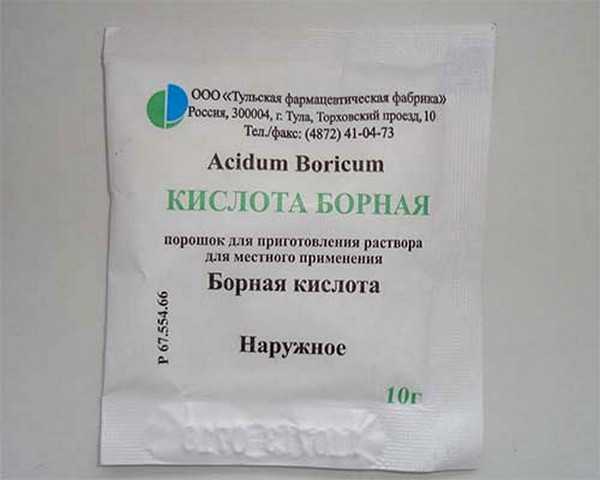 ООО «Тульская фармацевтическая фабрика»
Россия, 300004, г. Тула, Торховский проезд, 10
Тел./факс: (4872) 41-04-73
Acidum Boricum
КИСЛОТА БОРНАЯ
порошок для приготовления раствора
для местного применения
Борная кислота
Наружное
Р 67.554.66
10г